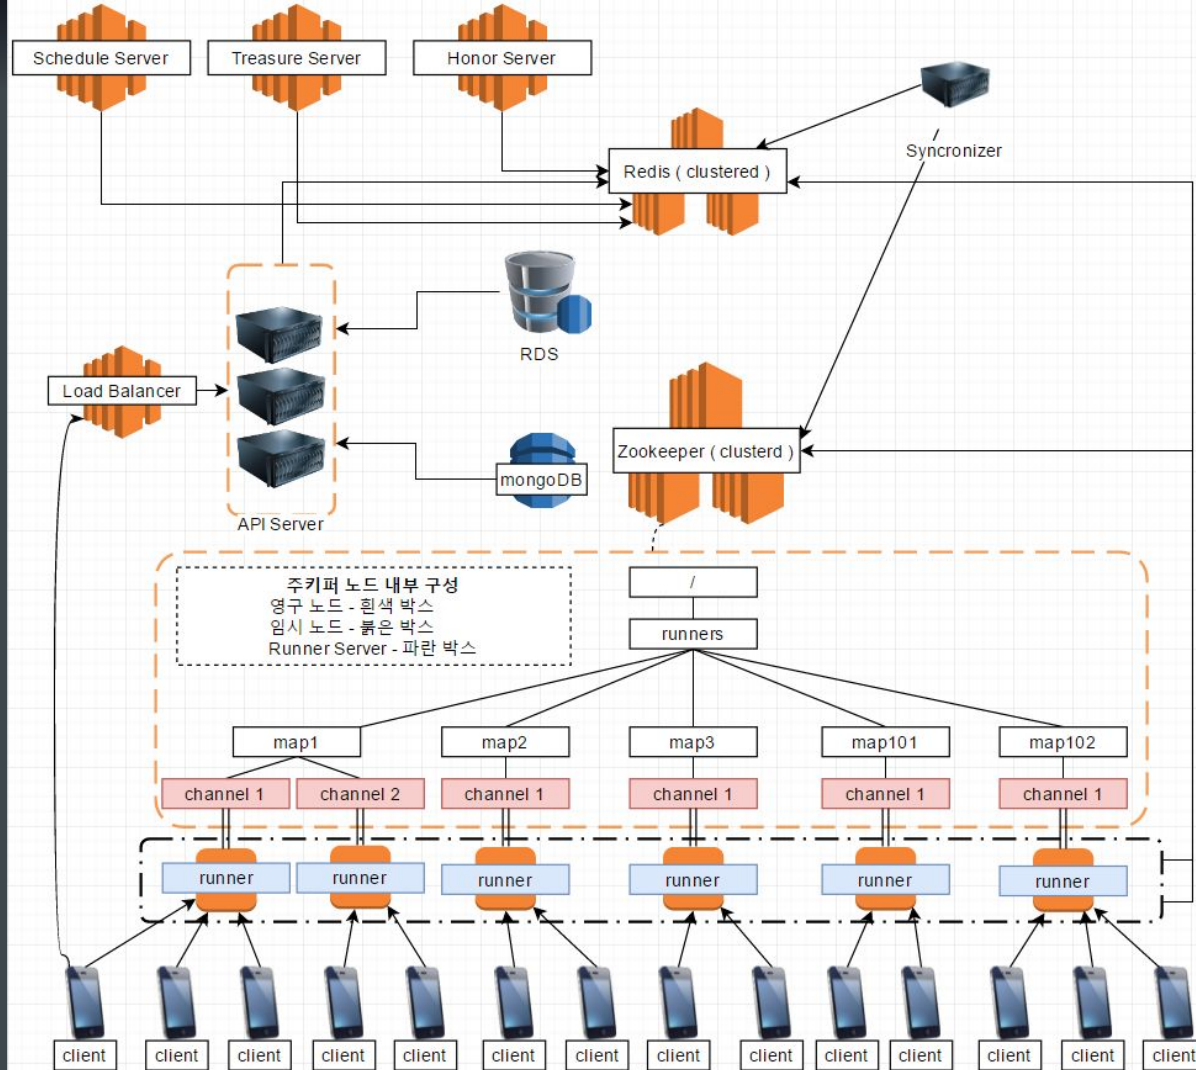 Schedule Server
Treasure Server
Honor Server
Syncronizer
Redis ( clustered )
RDS
Load Balancer
Zookeeper ( clusterd )
mongoDB
API Server
주키퍼 노드 내부 구성
영구 노드 - 흰색 박스
임시 노드 - 붉은 박스
Runner Server - 파란 박스
/
runners
map1
map2
map3
map101
map102
channel 1
channel 2
channel 1
channel 1
channel 1
channel 1
runner
runner
runner
runner
runner
runner
client
client
client
client
client
client
client
client
client
client
client
client
client
client